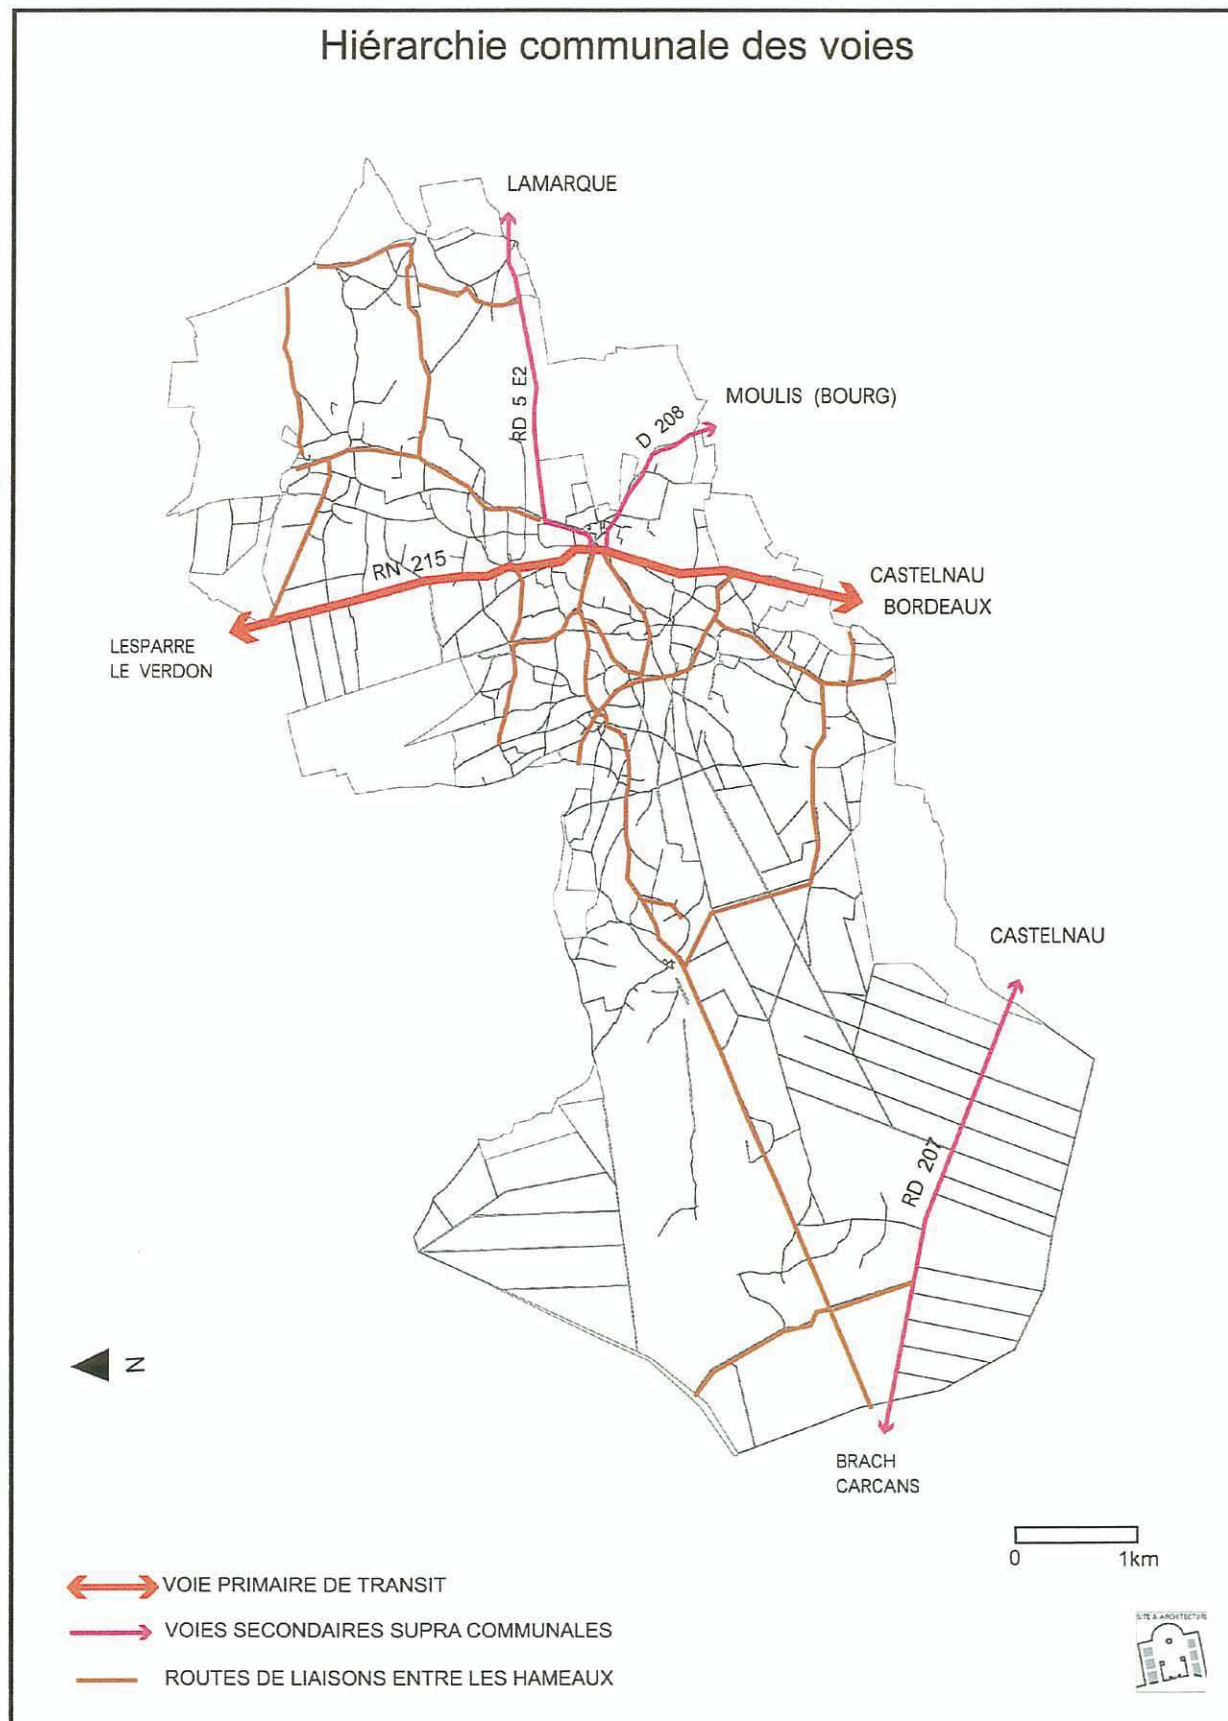 Hiérarchie communale des voies
LAMARQUE
RD 5 E2
MOULIS (BOURG)
D 208
RN 215
CASTELNAU
BORDEAUX
LESPARRE
LE VERDON
CASTELNAU
RD 207
N
BRACH
CARCANS
0 1km
VOIE PRIMAIRE DE TRANSIT
VOIES SECONDAIRES SUPRA COMMUNALES
ROUTES DE LIAISONS ENTRE LES HAMEAUX
SITE & ARCHITECTURE